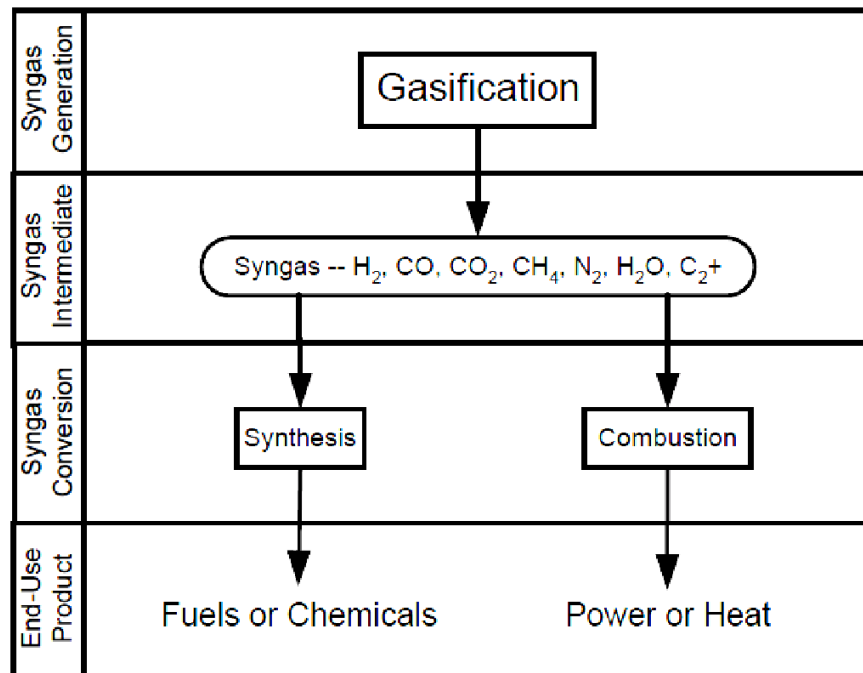 Syngas
Generation
Gasification
Syngas
Intermediate
Syngas -- H₂, CO, CO₂, CH₄, N₂, H₂O, C₂+
Syngas
Conversion
Synthesis
Combustion
End-Use
Product
Fuels or Chemicals
Power or Heat